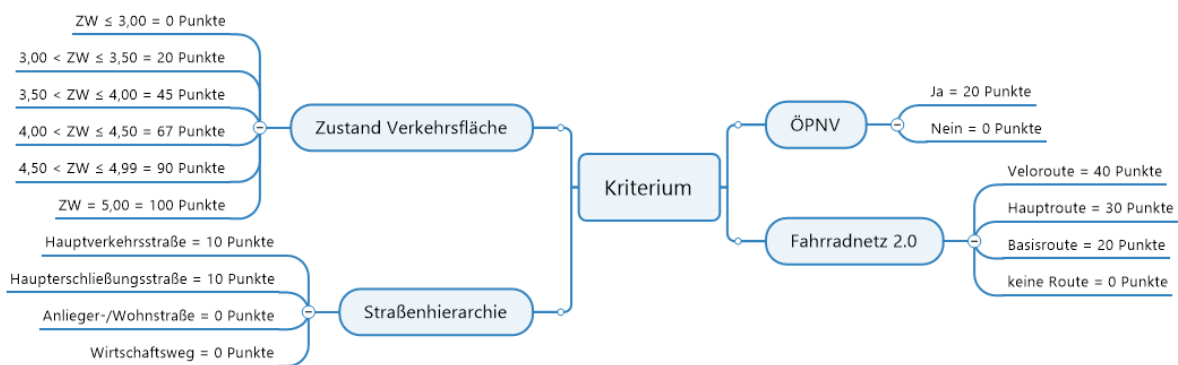 ZW ≤ 3,00 = 0 Punkte
3,00 < ZW ≤ 3,50 = 20 Punkte
3,50 < ZW ≤ 4,00 = 45 Punkte
4,00 < ZW ≤ 4,50 = 67 Punkte
4,50 < ZW ≤ 4,99 = 90 Punkte
ZW = 5,00 = 100 Punkte
Zustand Verkehrsfläche
Hauptverkehrsstraße = 10 Punkte
Haupterschließungsstraße = 10 Punkte
Anlieger-/Wohnstraße = 0 Punkte
Wirtschaftsweg = 0 Punkte
Straßenhierarchie
Kriterium
ÖPNV
Ja = 20 Punkte
Nein = 0 Punkte
Fahrradnetz 2.0
Veloroute = 40 Punkte
Hauptroute = 30 Punkte
Basisroute = 20 Punkte
keine Route = 0 Punkte